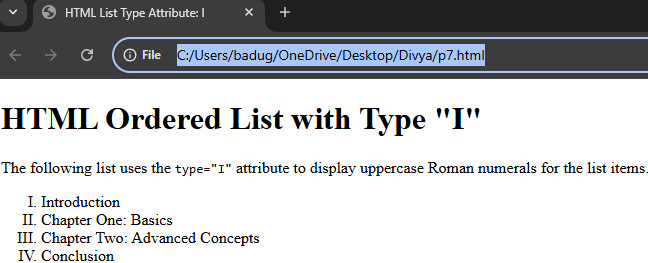 HTML List Type Attribute: I
File
C:/Users/badug/OneDrive/Desktop/Divya/p7.html
HTML Ordered List with Type "I"
The following list uses the type="I" attribute to display uppercase Roman numerals for the list items.
I. Introduction
II. Chapter One: Basics
III. Chapter Two: Advanced Concepts
IV. Conclusion